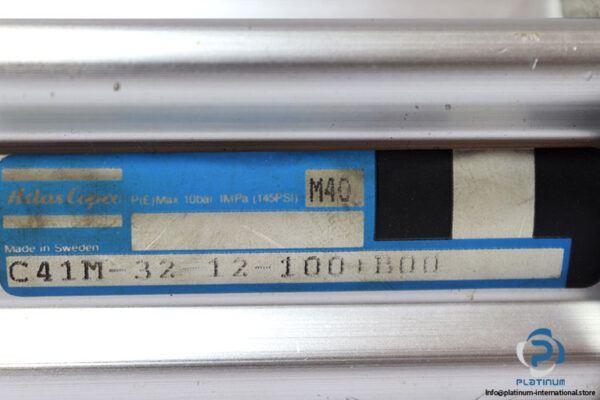 Atlas Copco
P(E)Max 10bar 1MPa (145PSI)
M40
Made in Sweden
C41M-32-12-100+B00
PLATINUM
info@platinum-international.store